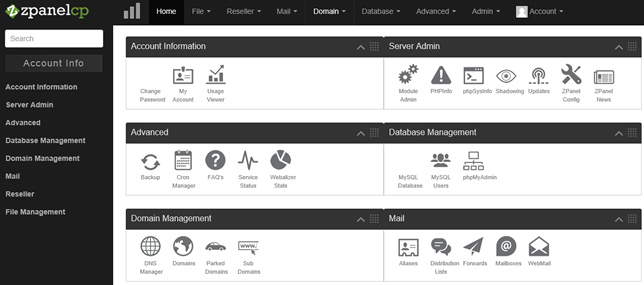 zpanelcp
Home File Reseller Mail Domain Database Advanced Admin Account
Search
Account Info
Account Information
Server Admin
Advanced
Database Management
Domain Management
Mail
Reseller
File Management
Account Information
Change Password
My Account
Usage Viewer
Server Admin
Module Admin
PHPInfo
phpSysInfo
Shadowing
Updates
ZPanel Config
ZPanel News
Advanced
Backup
Cron Manager
FAQ's
Service Status
Webalizer Stats
Database Management
MySQL Database
MySQL Users
phpMyAdmin
Domain Management
DNS Manager
Domains
Parked Domains
www.
Sub Domains
Mail
Aliases
Distribution Lists
Forwards
Mailboxes
WebMail